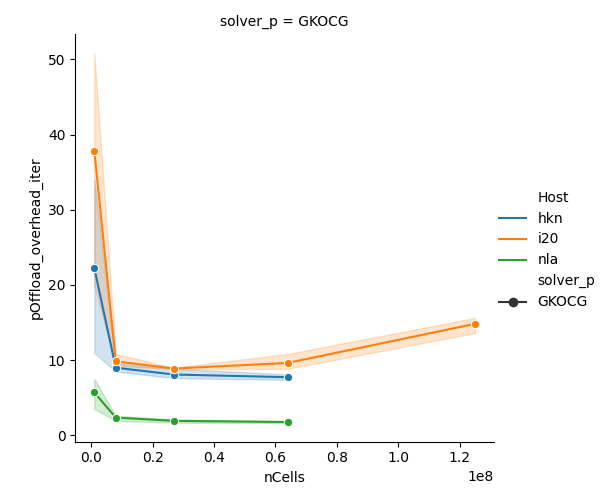 solver_p = GKOCG
pOffload_overhead_iter
50
40
30
20
10
0
0.0 0.2 0.4 0.6 0.8 1.0 1.2
1e8
nCells
Host
hkn
i20
nla
solver_p
GKOCG